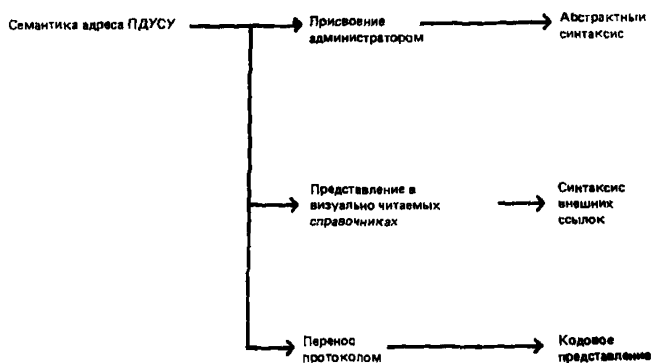 Семантика адреса ПДУСУ
Присвоение
администратором
Абстрактный
синтаксис
Представление в
визуально читаемых
справочниках
Синтаксис
внешних
ссылок
Перенос
протоколом
Кодовое
представление